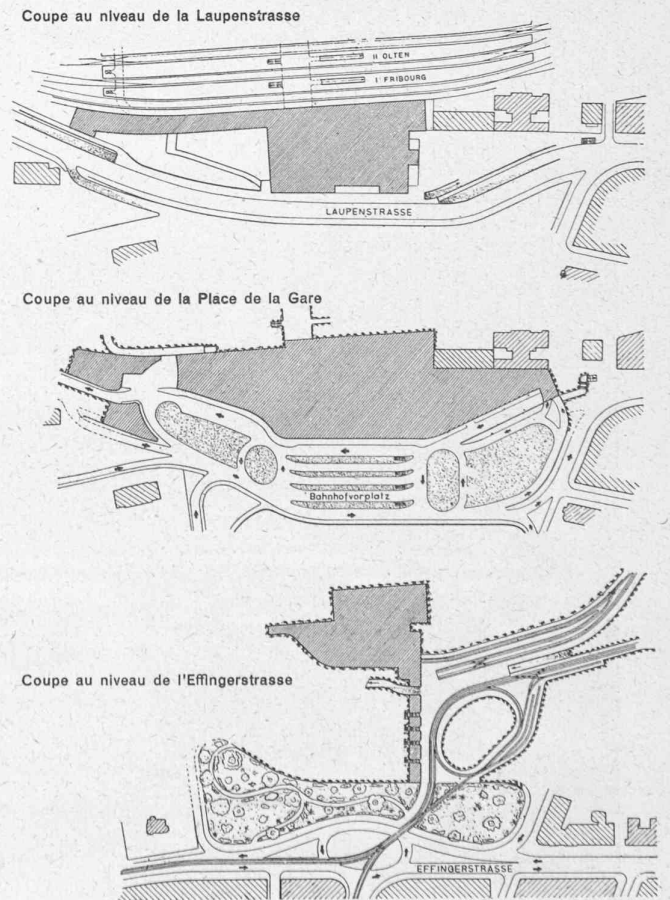 Coupe au niveau de la Laupenstrasse
II OLTEN
I FRIBOURG
LAUPENSTRASSE
Coupe au niveau de la Place de la Gare
Bahnhofvorplatz
Coupe au niveau de l'Effingerstrasse
EFFINGERSTRASSE